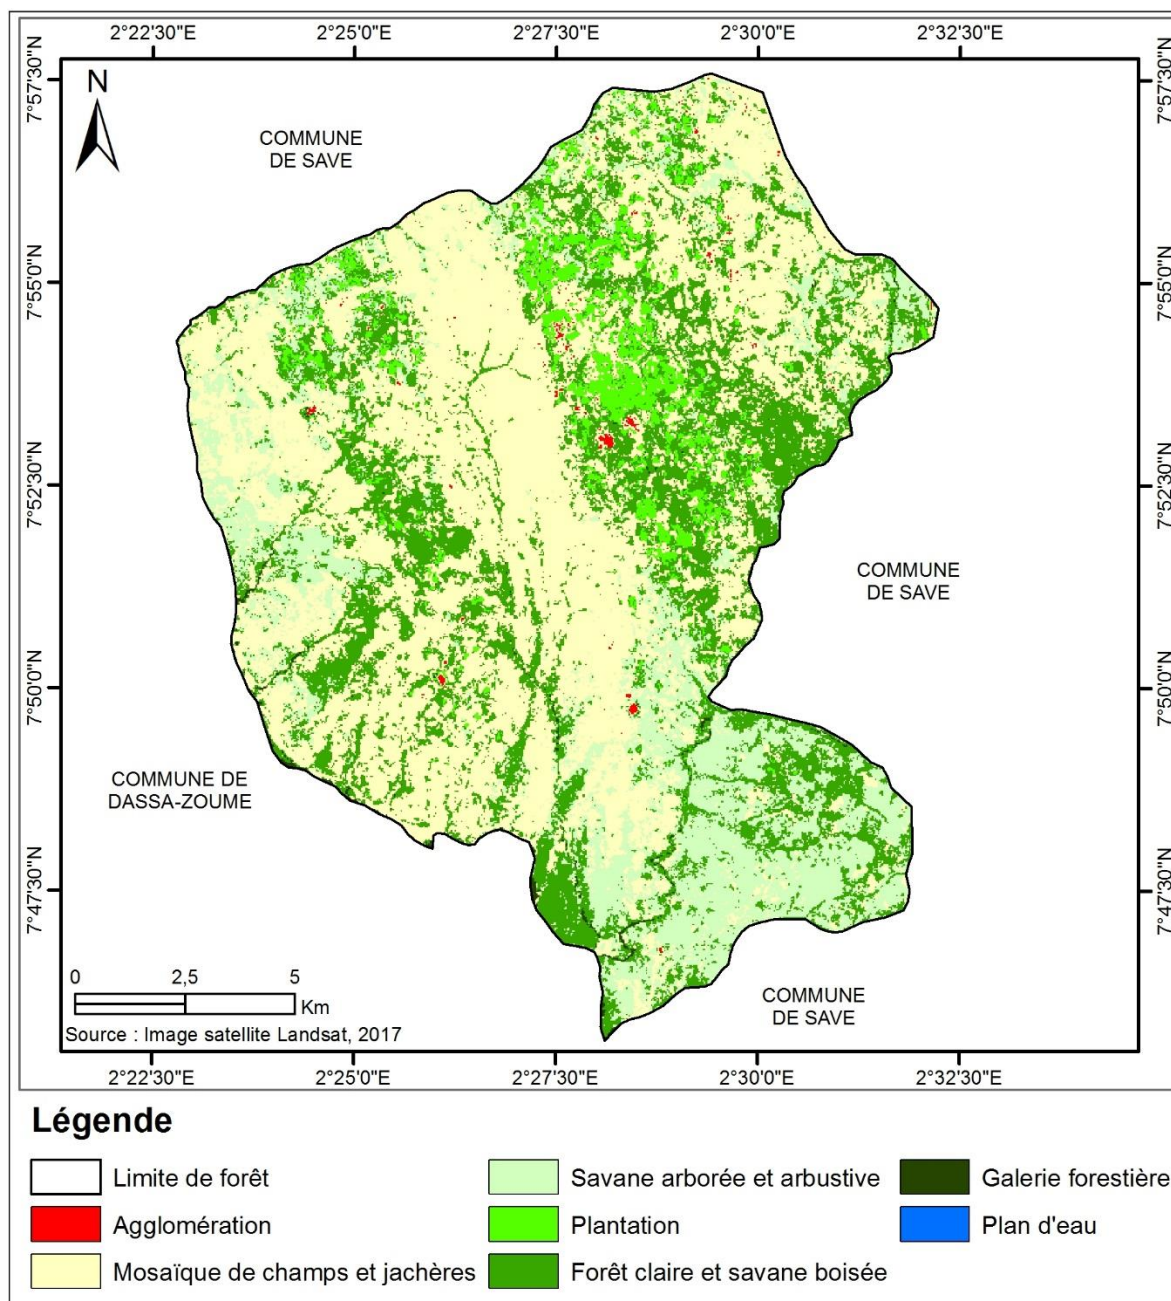 2°22'30"E 2°25'0"E 2°27'30"E 2°30'0"E 2°32'30"E
7°57'30"N
7°57'30"N
N
COMMUNE
DE SAVE
7°55'0"N
7°55'0"N
7°52'30"N
7°52'30"N
COMMUNE
DE SAVE
7°50'0"N
7°50'0"N
COMMUNE DE
DASSA-ZOUME
7°47'30"N
7°47'30"N
0 2,5 5
Km
COMMUNE
DE SAVE
Source : Image satellite Landsat, 2017
2°22'30"E 2°25'0"E 2°27'30"E 2°30'0"E 2°32'30"E
Légende
Limite de forêt
Agglomération
Mosaïque de champs et jachères
Savane arborée et arbustive
Plantation
Forêt claire et savane boisée
Galerie forestière
Plan d'eau